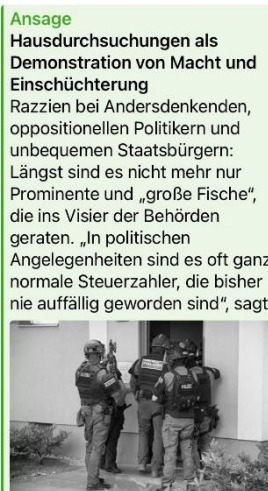 Ansage
Hausdurchsuchungen als
Demonstration von Macht und
Einschüchterung
Razzien bei Andersdenkenden,
oppositionellen Politikern und
unbequemen Staatsbürgern:
Längst sind es nicht mehr nur
Prominente und „große Fische“,
die ins Visier der Behörden
geraten. „In politischen
Angelegenheiten sind es oft ganz
normale Steuerzahler, die bisher
nie auffällig geworden sind“, sagt